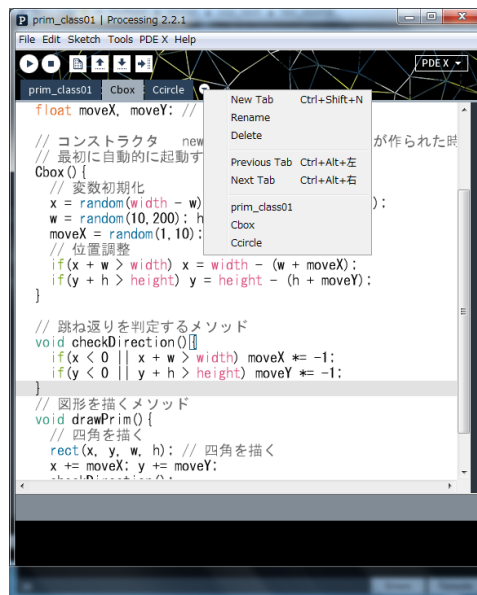 prim_class01 | Processing 2.2.1
File Edit Sketch Tools PDE X Help
PDE X
prim_class01 Cbox Ccircle
New Tab Ctrl+Shift+N
Rename
Delete
Previous Tab Ctrl+Alt+左
Next Tab Ctrl+Alt+右
prim_class01
Cbox
Ccircle
float moveX, moveY; //
// コンストラクタ new が作られた時
// 最初に自動的に起動す
Cbox(){
// 変数初期化
x = random(width - w) );
w = random(10,200); h
moveX = random(1,10);
// 位置調整
if(x + w > width) x = width - (w + moveX);
if(y + h > height) y = height - (h + moveY);
}
// 跳ね返りを判定するメソッド
void checkDirection(){
if(x < 0 || x + w > width) moveX *= -1;
if(y < 0 || y + h > height) moveY *= -1;
}
// 図形を描くメソッド
void drawPrim(){
// 四角を描く
rect(x, y, w, h); // 四角を描く
x += moveX; y += moveY;